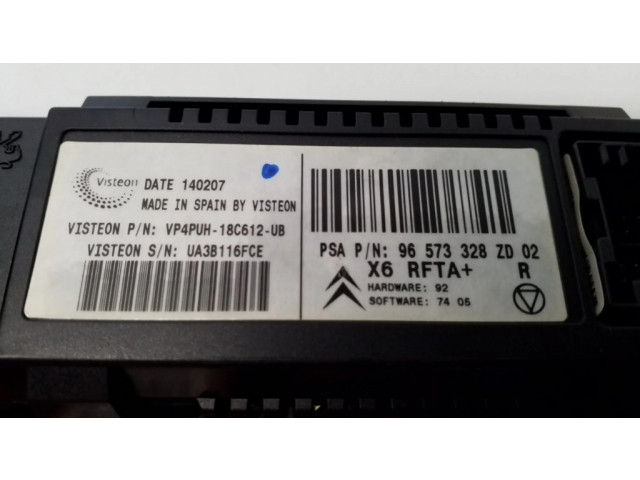 Visteon DATE 140207
MADE IN SPAIN BY VISTEON
VISTEON P/N: VP4PUH-18C612-UB
VISTEON S/N: UA3B116FCE
PSA P/N: 96 573 328 ZD 02
X6 RFTA+ R
HARDWARE: 92
SOFTWARE: 74 05